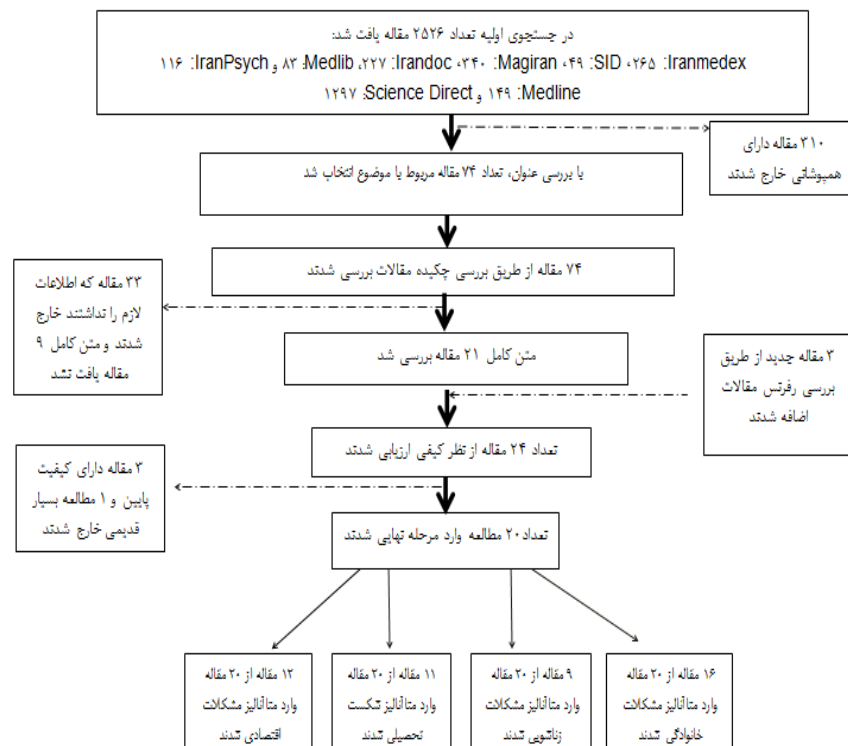 در جستجوی اولیه تعداد ۲۵۲۶ مقاله یافت شد:
Iranmedex: ۲۶۵، SID: ۴۹، Magiran: ۳۴۰، Irandoc: ۲۲۷، Medlib: ۸۳ و IranPsych: ۱۱۶
Medline: ۱۴۹ و Science Direct: ۱۲۹۷
۳۱۰ مقاله دارای
همپوشانی خارج شدند
با بررسی عنوان، تعداد ۷۴ مقاله مربوط با موضوع انتخاب شد
۷۴ مقاله از طریق بررسی چکیده مقالات بررسی شدند
۳۳ مقاله که اطلاعات
لازم را نداشتند خارج
شدند و متن کامل ۹
مقاله یافت نشد
متن کامل ۲۱ مقاله بررسی شد
۳ مقاله جدید از طریق
بررسی رفرنس مقالات
اضافه شدند
تعداد ۲۴ مقاله از نظر کیفی ارزیابی شدند
۳ مقاله دارای کیفیت
پایین و ۱ مطالعه بسیار
قدیمی خارج شدند
تعداد۲۰ مطالعه وارد مرحله نهایی شدند
۱۶ مقاله از ۲۰ مقاله
وارد متاآنالیز مشکلات
خانوادگی شدند
۹ مقاله از ۲۰ مقاله
وارد متاآنالیز مشکلات
زناشویی شدند
۱۱ مقاله از ۲۰ مقاله
وارد متاآنالیز شکست
تحصیلی شدند
۱۲ مقاله از ۲۰ مقاله
وارد متاآنالیز مشکلات
اقتصادی شدند